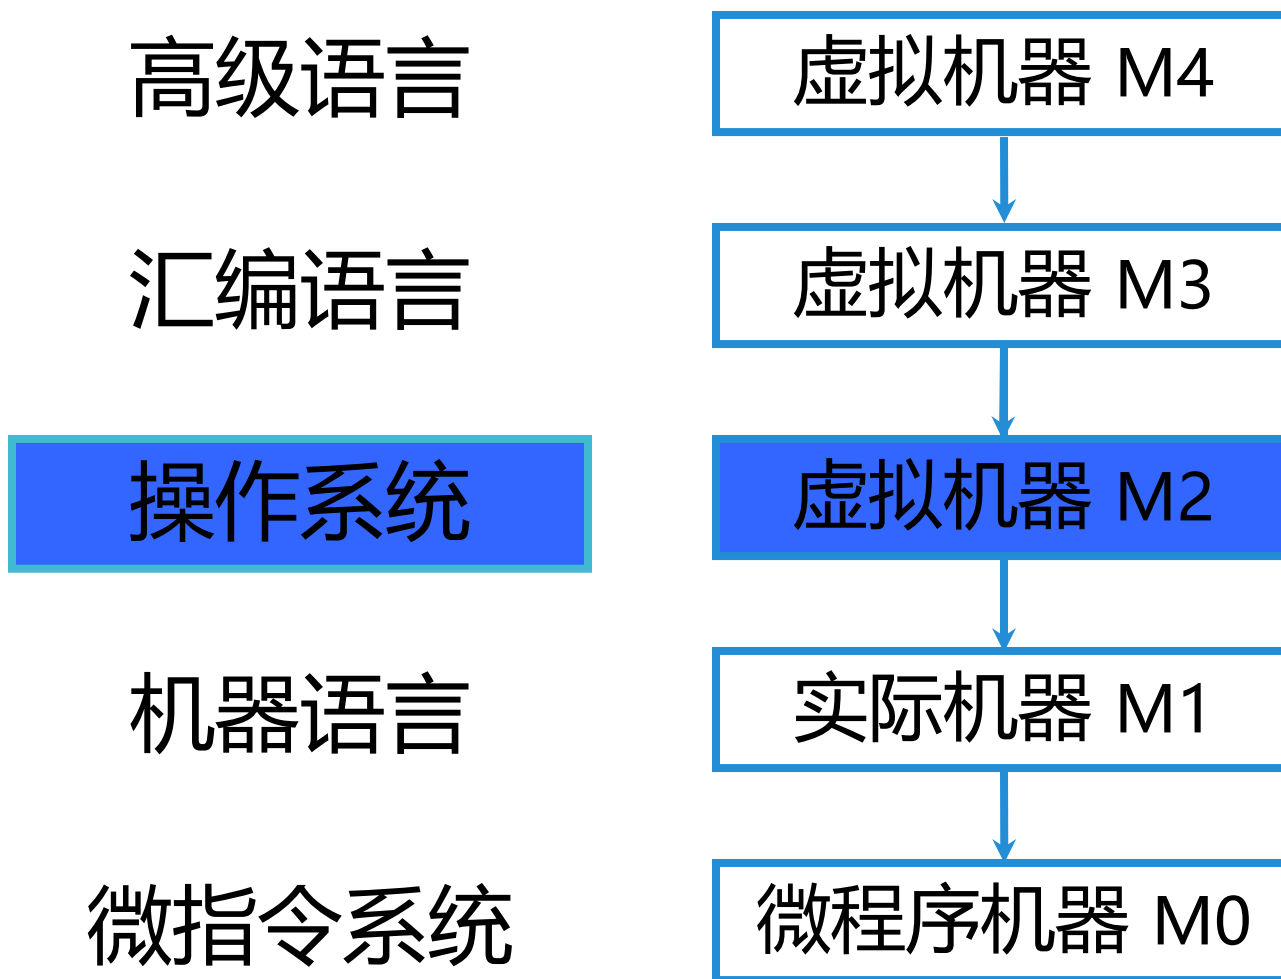 高级语言
虚拟机器 M4
汇编语言
虚拟机器 M3
操作系统
虚拟机器 M2
机器语言
实际机器 M1
微指令系统
微程序机器 M0